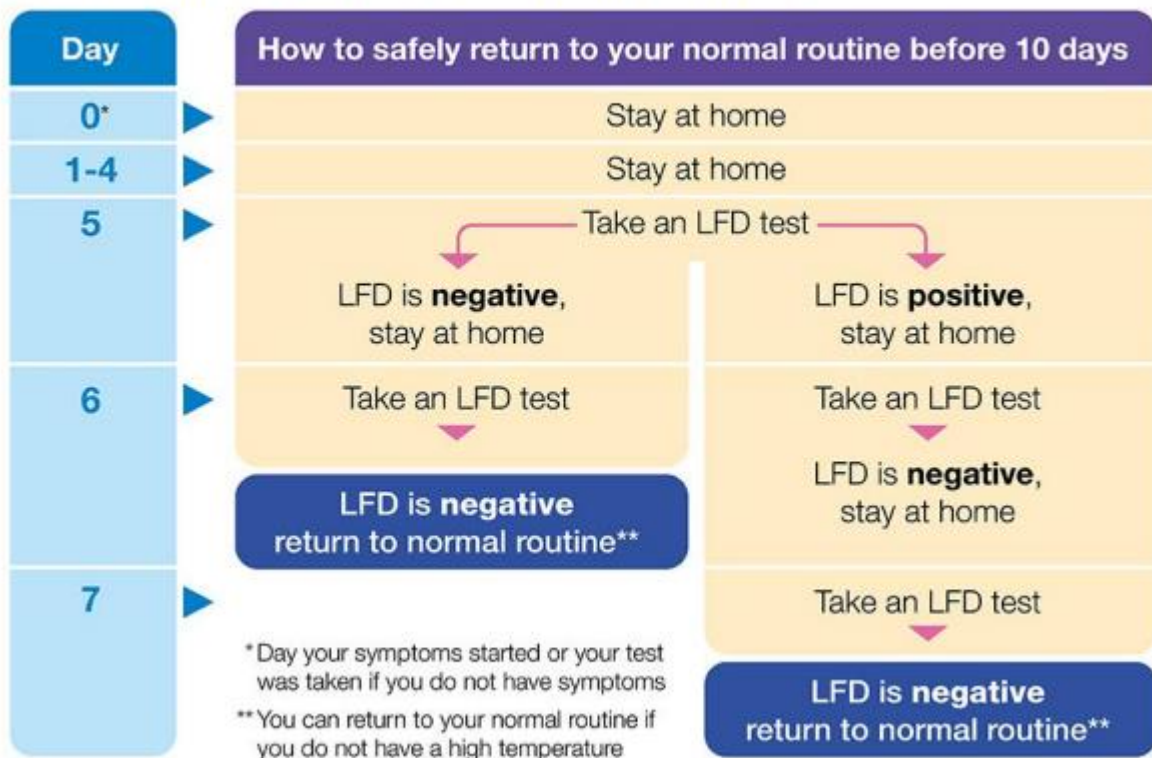 Day
How to safely return to your normal routine before 10 days
0*
Stay at home
1-4
Stay at home
5
Take an LFD test
LFD is negative,
stay at home
LFD is positive,
stay at home
6
Take an LFD test
LFD is negative
return to normal routine**
Take an LFD test
LFD is negative,
stay at home
7
Take an LFD test
LFD is negative
return to normal routine**
*Day your symptoms started or your test
was taken if you do not have symptoms
**You can return to your normal routine if
you do not have a high temperature